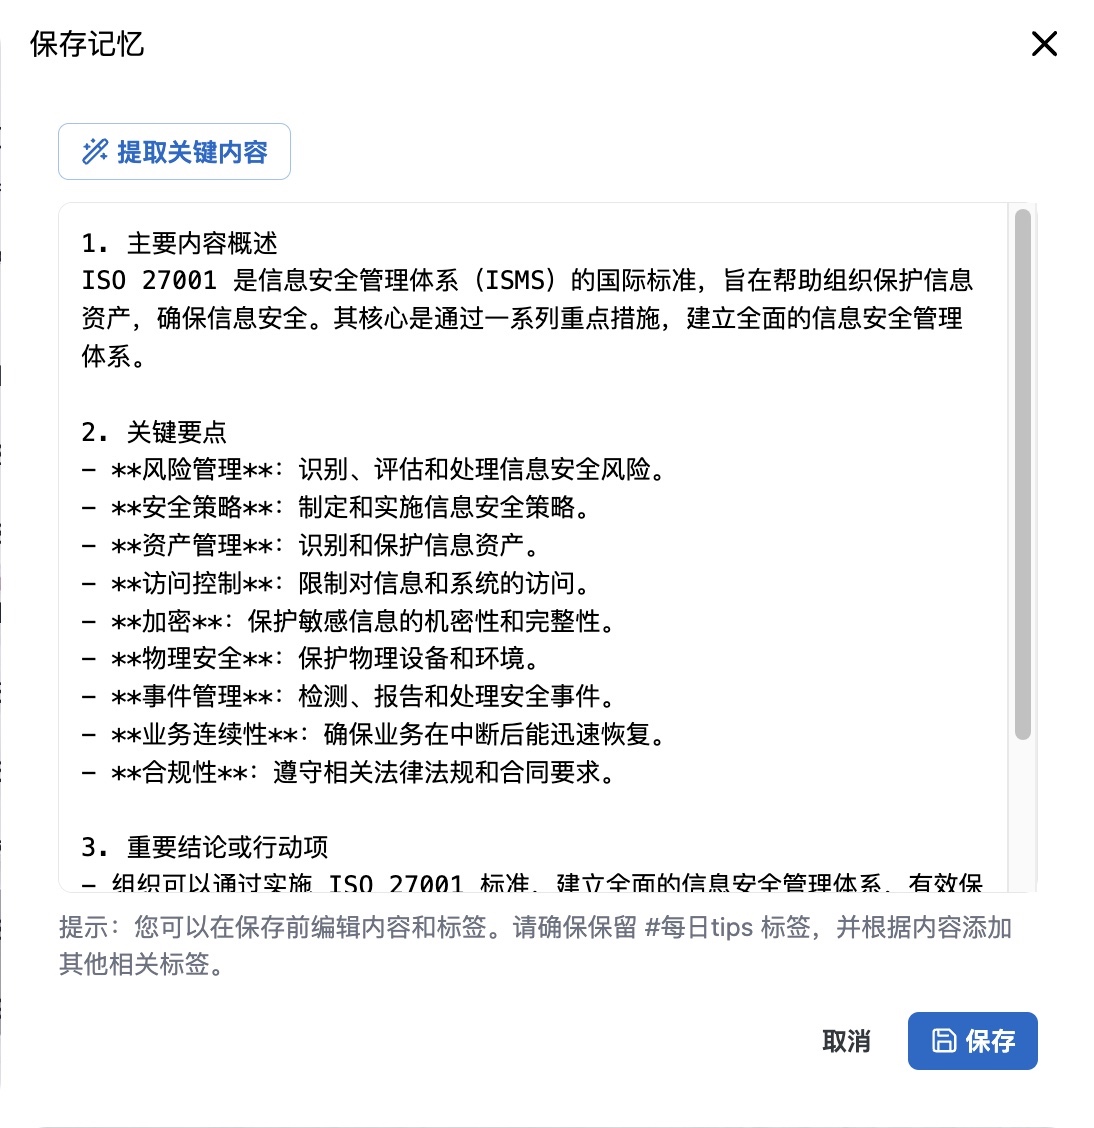 保存记忆
提取关键内容
1. 主要内容概述
ISO 27001 是信息安全管理体系（ISMS）的国际标准，旨在帮助组织保护信息
资产，确保信息安全。其核心是通过一系列重点措施，建立全面的信息安全管理
体系。
2. 关键要点
- **风险管理**：识别、评估和处理信息安全风险。
- **安全策略**：制定和实施信息安全策略。
- **资产管理**：识别和保护信息资产。
- **访问控制**：限制对信息和系统的访问。
- **加密**：保护敏感信息的机密性和完整性。
- **物理安全**：保护物理设备和环境。
- **事件管理**：检测、报告和处理安全事件。
- **业务连续性**：确保业务在中断后能迅速恢复。
- **合规性**：遵守相关法律法规和合同要求。
3. 重要结论或行动项
- 组织可以通过实施 ISO 27001 标准，建立全面的信息安全管理体系，有效保
提示：您可以在保存前编辑内容和标签。请确保保留 #每日tips 标签，并根据内容添加
其他相关标签。
取消
保存